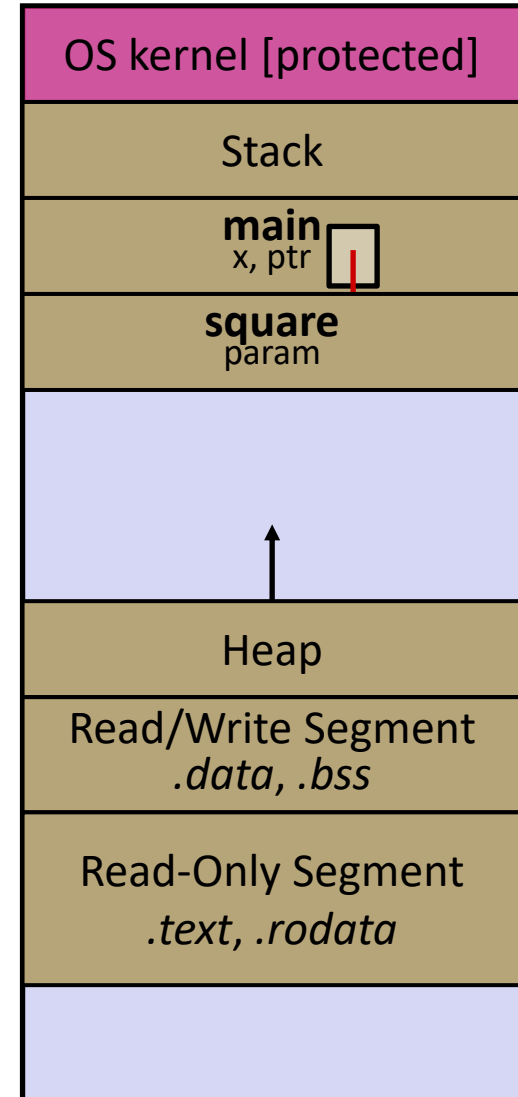 OS kernel [protected]
Stack
main
x, ptr
square
param
Heap
Read/Write Segment
.data, .bss
Read-Only Segment
.text, .rodata